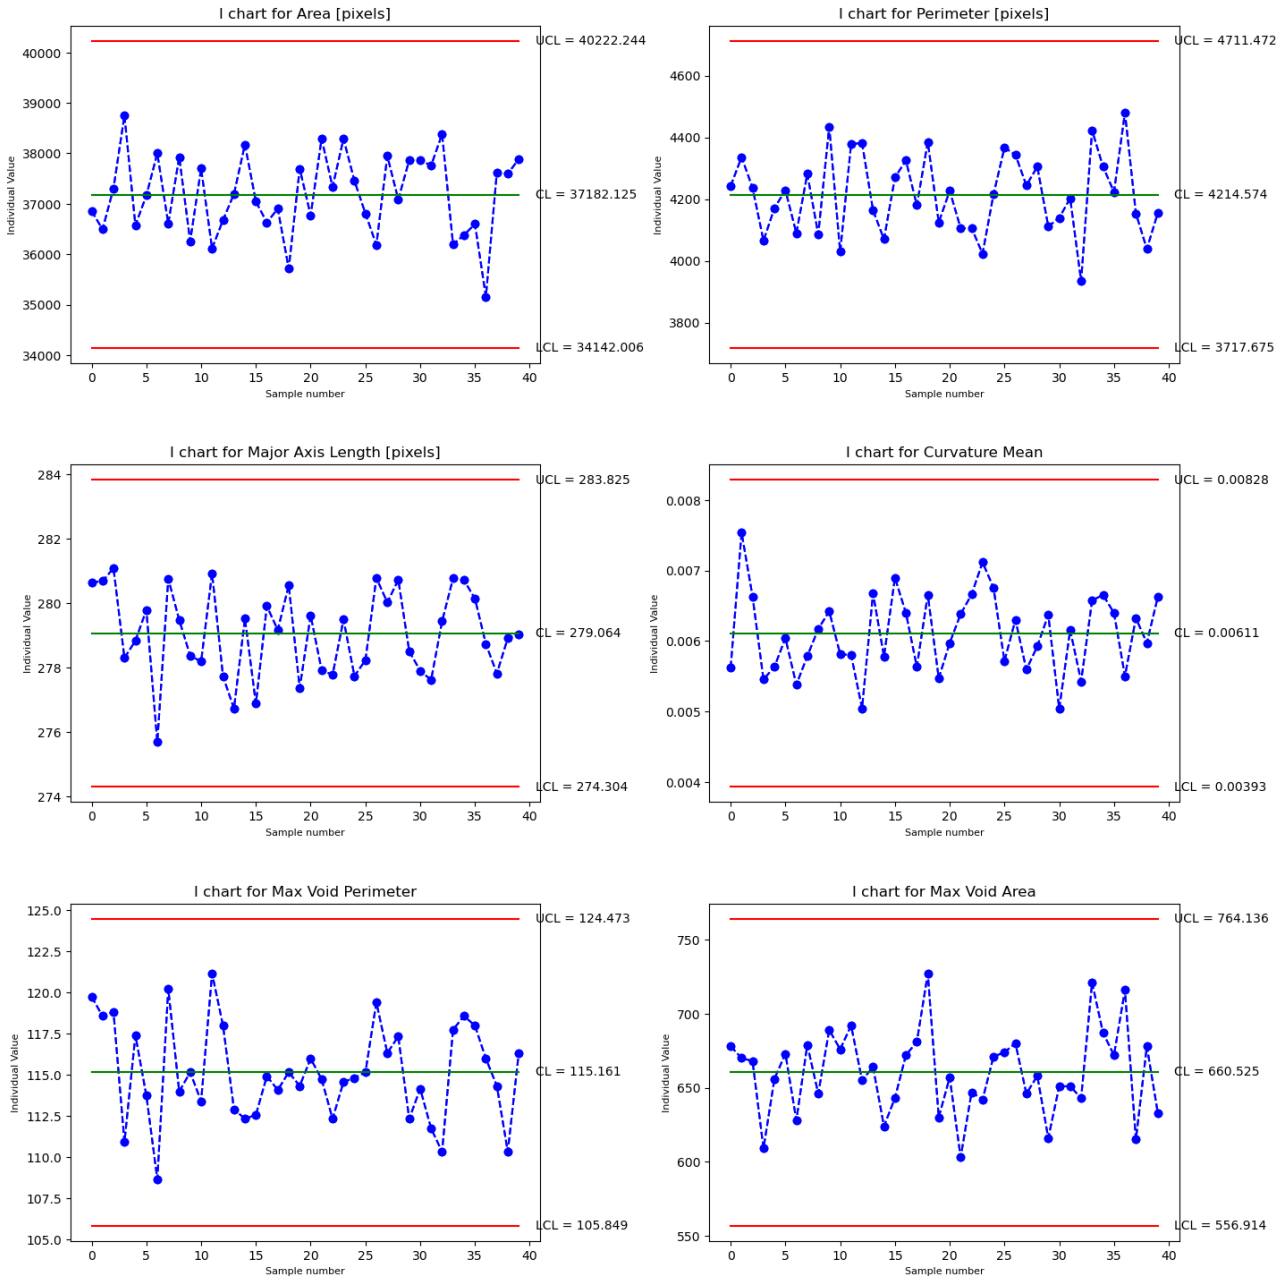 I chart for Area [pixels]
UCL = 40222.244
CL = 37182.125
LCL = 34142.006
40000
39000
38000
37000
36000
35000
34000
Individual Value
0 5 10 15 20 25 30 35 40
Sample number
I chart for Perimeter [pixels]
UCL = 4711.472
CL = 4214.574
LCL = 3717.675
4600
4400
4200
4000
3800
Individual Value
0 5 10 15 20 25 30 35 40
Sample number
I chart for Major Axis Length [pixels]
UCL = 283.825
CL = 279.064
LCL = 274.304
284
282
280
278
276
274
Individual Value
0 5 10 15 20 25 30 35 40
Sample number
I chart for Curvature Mean
UCL = 0.00828
CL = 0.00611
LCL = 0.00393
0.008
0.007
0.006
0.005
0.004
Individual Value
0 5 10 15 20 25 30 35 40
Sample number
I chart for Max Void Perimeter
UCL = 124.473
CL = 115.161
LCL = 105.849
125.0
122.5
120.0
117.5
115.0
112.5
110.0
107.5
105.0
Individual Value
0 5 10 15 20 25 30 35 40
Sample number
I chart for Max Void Area
UCL = 764.136
CL = 660.525
LCL = 556.914
750
700
650
600
550
Individual Value
0 5 10 15 20 25 30 35 40
Sample number